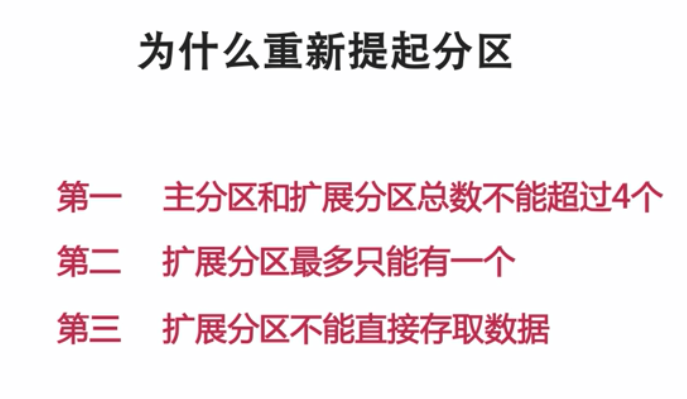 为什么重新提起分区
第一 主分区和扩展分区总数不能超过4个
第二 扩展分区最多只能有一个
第三 扩展分区不能直接存取数据